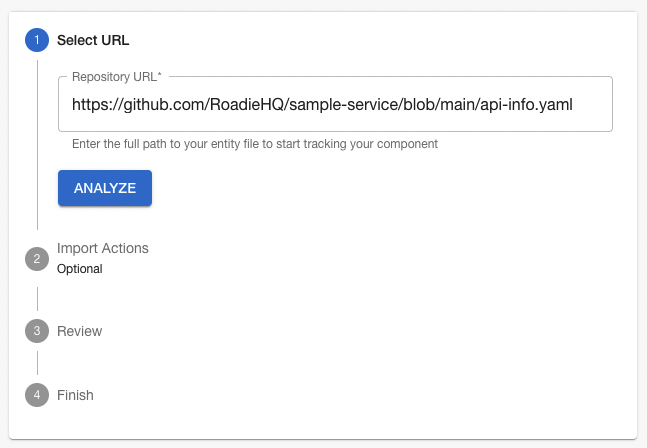 1 Select URL
Repository URL*
https://github.com/RoadieHQ/sample-service/blob/main/api-info.yaml
Enter the full path to your entity file to start tracking your component
ANALYZE
2 Import Actions
Optional
3 Review
4 Finish